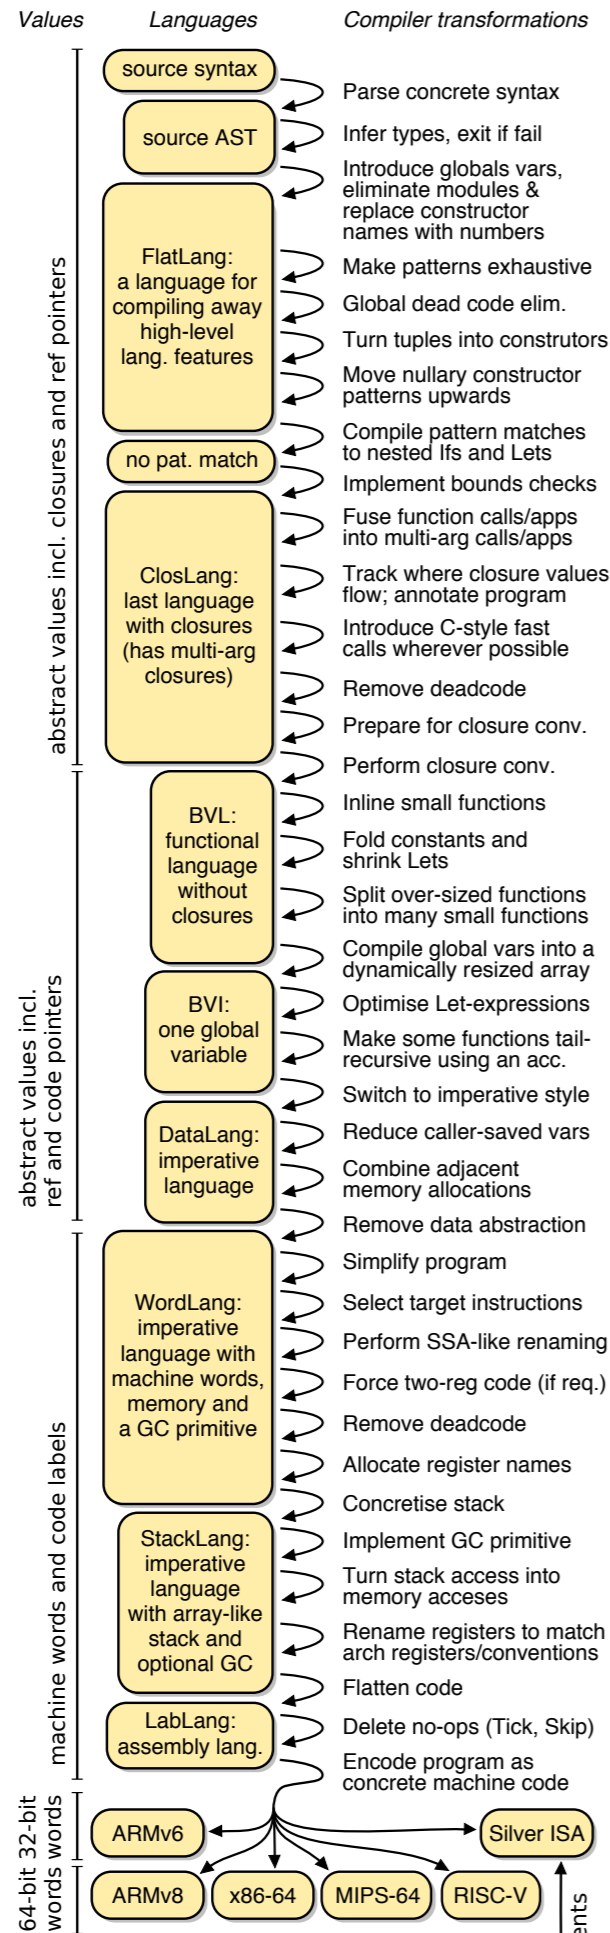 Values Languages Compiler transformations
source syntax
Parse concrete syntax
source AST
Infer types, exit if fail
Introduce globals vars,
eliminate modules &
replace constructor
names with numbers
FlatLang:
a language for
compiling away
high-level
lang. features
Make patterns exhaustive
Global dead code elim.
Turn tuples into construtors
Move nullary constructor
patterns upwards
Compile pattern matches
to nested Ifs and Lets
no pat. match
Implement bounds checks
ClosLang:
last language
with closures
(has multi-arg
closures)
Fuse function calls/apps
into multi-arg calls/apps
Track where closure values
flow; annotate program
Introduce C-style fast
calls wherever possible
Remove deadcode
Prepare for closure conv.
Perform closure conv.
abstract values incl. closures and ref pointers
BVL:
functional
language
without
closures
Inline small functions
Fold constants and
shrink Lets
Split over-sized functions
into many small functions
Compile global vars into a
dynamically resized array
BVI:
one global
variable
Optimise Let-expressions
Make some functions tail-
recursive using an acc.
Switch to imperative style
DataLang:
imperative
language
Reduce caller-saved vars
Combine adjacent
memory allocations
Remove data abstraction
abstract values incl.
ref and code pointers
WordLang:
imperative
language with
machine words,
memory and
a GC primitive
Simplify program
Select target instructions
Perform SSA-like renaming
Force two-reg code (if req.)
Remove deadcode
Allocate register names
Concretise stack
StackLang:
imperative
language
with array-like
stack and
optional GC
Implement GC primitive
Turn stack access into
memory acceses
Rename registers to match
arch registers/conventions
Flatten code
LabLang:
assembly lang.
Delete no-ops (Tick, Skip)
Encode program as
concrete machine code
machine words and code labels
32-bit
words
ARMv6
Silver ISA
64-bit
words
ARMv8
x86-64
MIPS-64
RISC-V